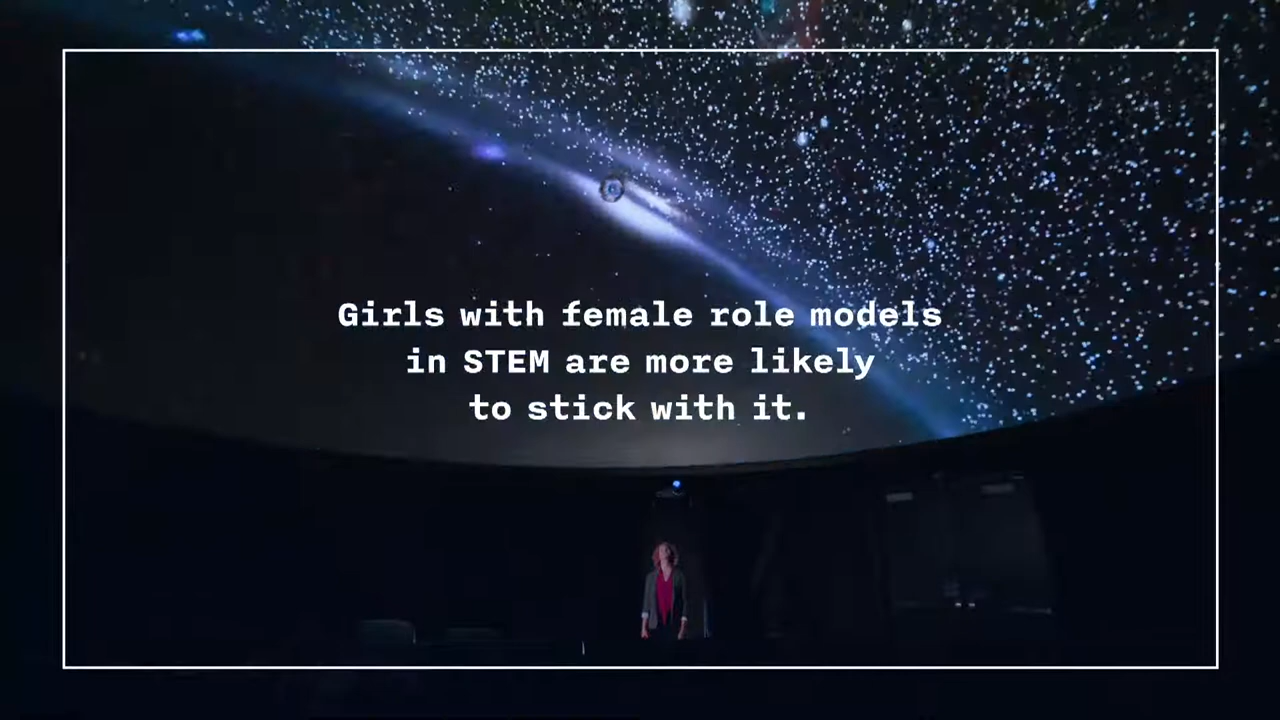 Girls with female role models
in STEM are more likely
to stick with it.